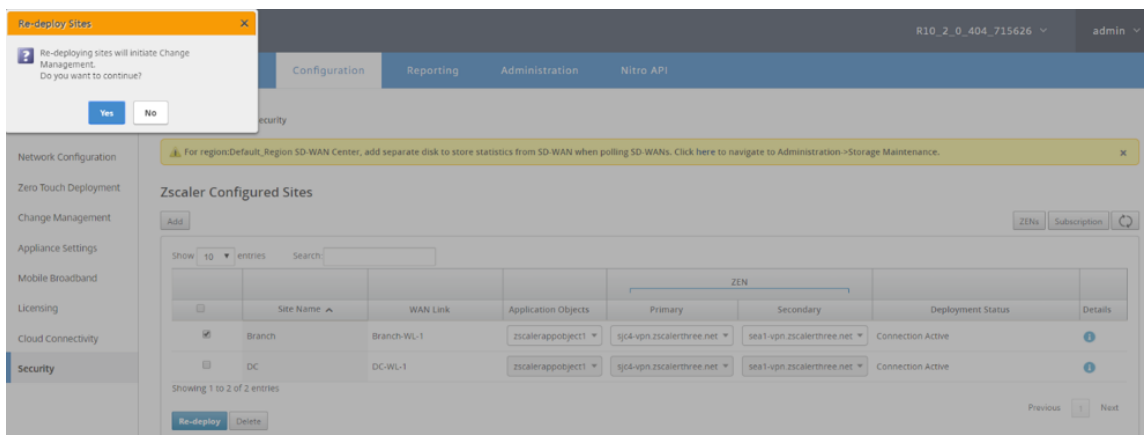 Re-deploy Sites
×
Re-deploying sites will initiate Change
Management.
Do you want to continue?
Yes
No
R10_2_0_404_715626
admin
Configuration
Reporting
Administration
Nitro API
ecurity
For region:Default_Region SD-WAN Center, add separate disk to store statistics from SD-WAN when polling SD-WANs. Click here to navigate to Administration->Storage Maintenance.
×
Network Configuration
Zero Touch Deployment
Change Management
Appliance Settings
Mobile Broadband
Licensing
Cloud Connectivity
Security
Zscaler Configured Sites
Add
ZENs
Subscription
Show 10 entries Search:
ZEN
Site Name WAN Link Application Objects Primary Secondary Deployment Status Details
Branch Branch-WL-1 zscalerappobject1 sjc4-vpn.zscalerthree.net sea1-vpn.zscalerthree.net Connection Active
DC DC-WL-1 zscalerappobject1 sjc4-vpn.zscalerthree.net sea1-vpn.zscalerthree.net Connection Active
Showing 1 to 2 of 2 entries
Previous 1 Next
Re-deploy
Delete